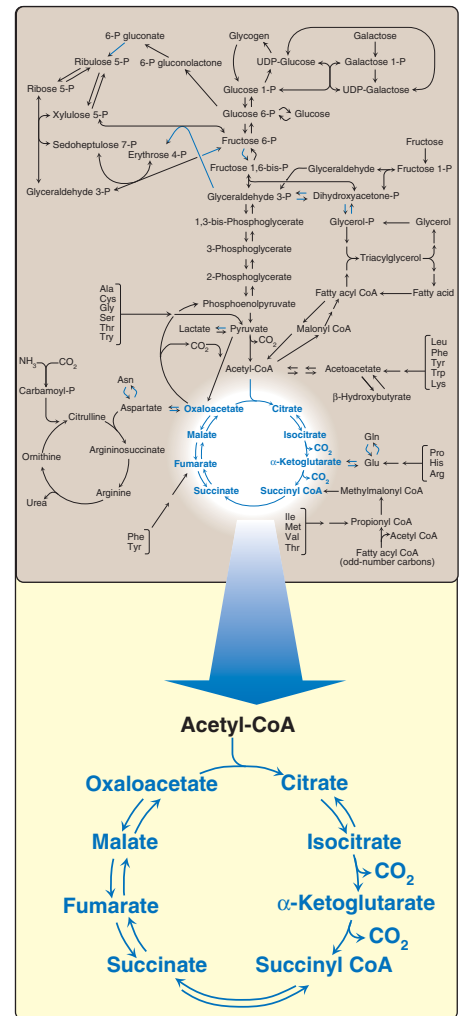 6-P gluconate
Glycogen
Galactose
Ribulose 5-P
6-P gluconolactone
UDP-Glucose
Galactose 1-P
Ribose 5-P
Glucose 1-P
UDP-Galactose
Xylulose 5-P
Glucose 6-P
Glucose
Sedoheptulose 7-P
Fructose 6-P
Fructose
Erythrose 4-P
Fructose 1,6-bis-P
Glyceraldehyde
Fructose 1-P
Glyceraldehyde 3-P
Glyceraldehyde 3-P
Dihydroxyacetone-P
1,3-bis-Phosphoglycerate
Glycerol-P
Glycerol
3-Phosphoglycerate
Triacylglycerol
2-Phosphoglycerate
Ala
Cys
Gly
Ser
Thr
Try
Phosphoenolpyruvate
Fatty acyl CoA
Fatty acid
Lactate
Pyruvate
Malonyl CoA
CO2
CO2
Acetyl-CoA
Acetoacetate
Leu
Phe
Tyr
Trp
Lys
β-Hydroxybutyrate
NH3
CO2
Carbamoyl-P
Asn
Aspartate
Oxaloacetate
Citrate
Citrulline
Malate
Isocitrate
CO2
Gln
Argininosuccinate
Ornitine
Fumarate
α-Ketoglutarate
Glu
Pro
His
Arg
CO2
Arginine
Urea
Succinate
Succinyl CoA
Methylmalonyl CoA
Phe
Tyr
Ile
Met
Val
Thr
Propionyl CoA
Acetyl CoA
Fatty acyl CoA
(odd-number carbons)
Acetyl-CoA
Oxaloacetate
Citrate
Malate
Isocitrate
CO2
Fumarate
α-Ketoglutarate
CO2
Succinate
Succinyl CoA